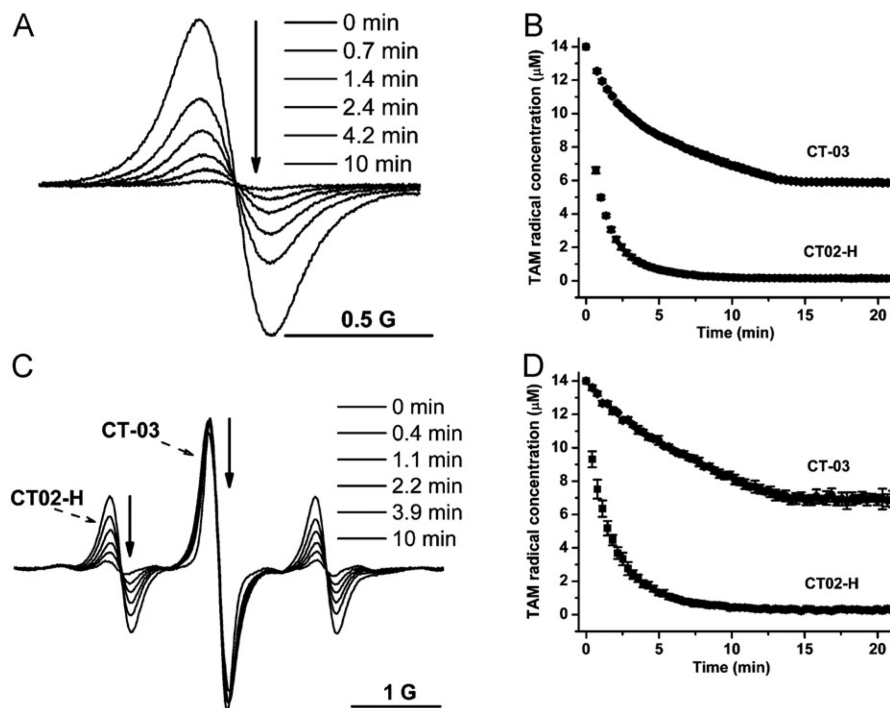 A
0 min
0.7 min
1.4 min
2.4 min
4.2 min
10 min
0.5 G
B
TAM radical concentration (μM)
14
12
10
8
6
4
2
0
CT-03
CT02-H
0 5 10 15 20
Time (min)
C
CT-03
CT02-H
0 min
0.4 min
1.1 min
2.2 min
3.9 min
10 min
1 G
D
TAM radical concentration (μM)
14
12
10
8
6
4
2
0
CT-03
CT02-H
0 5 10 15 20
Time (min)